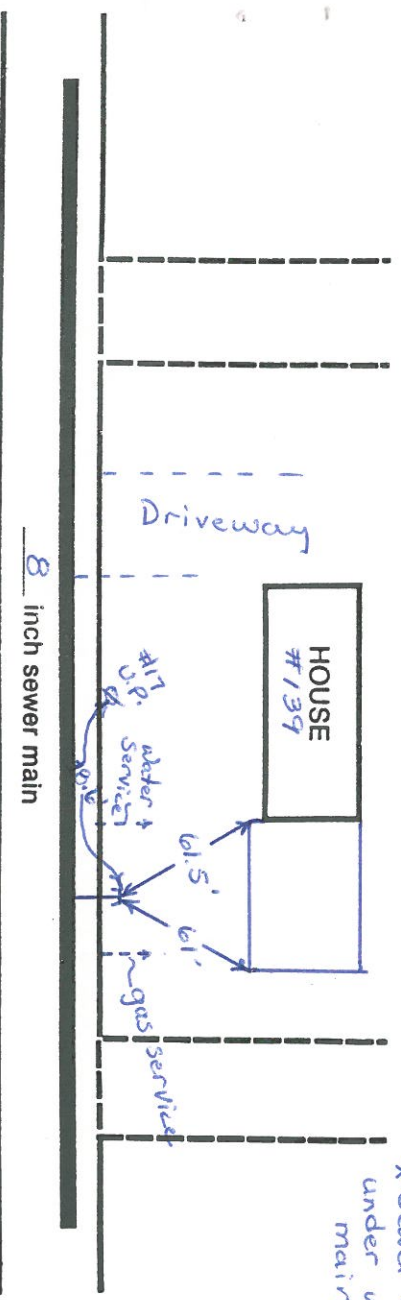 HOUSE
#139
Driveway
#17
U.P.
water
service
61.5'
61'
gas service
under
main
8 inch sewer main